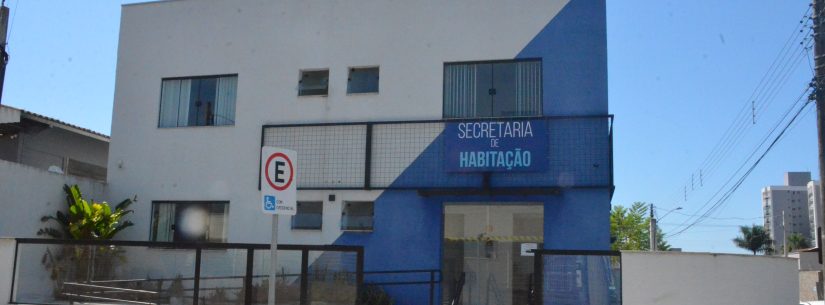 SECRETARIA
DE
HABITAÇÃO
E